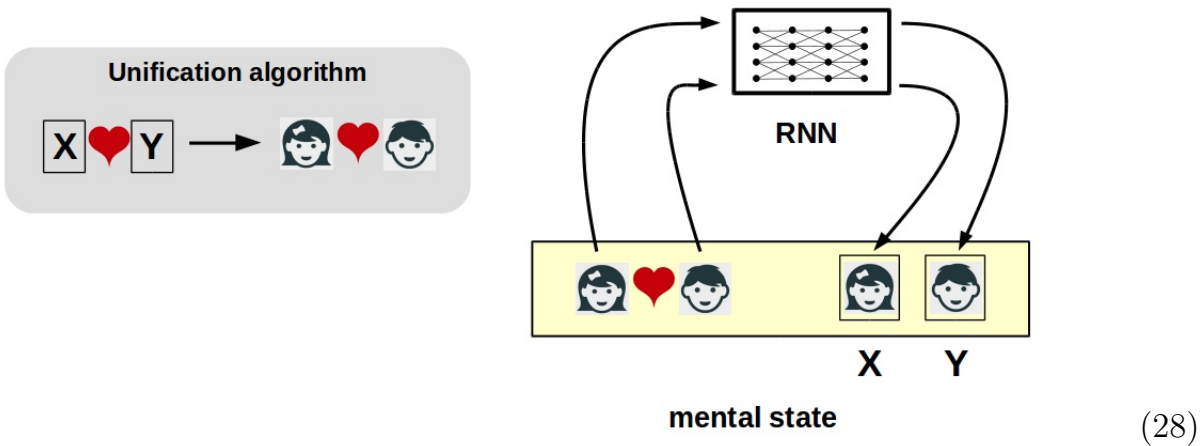 Unification algorithm
X Y
RNN
X Y
mental state
(28)